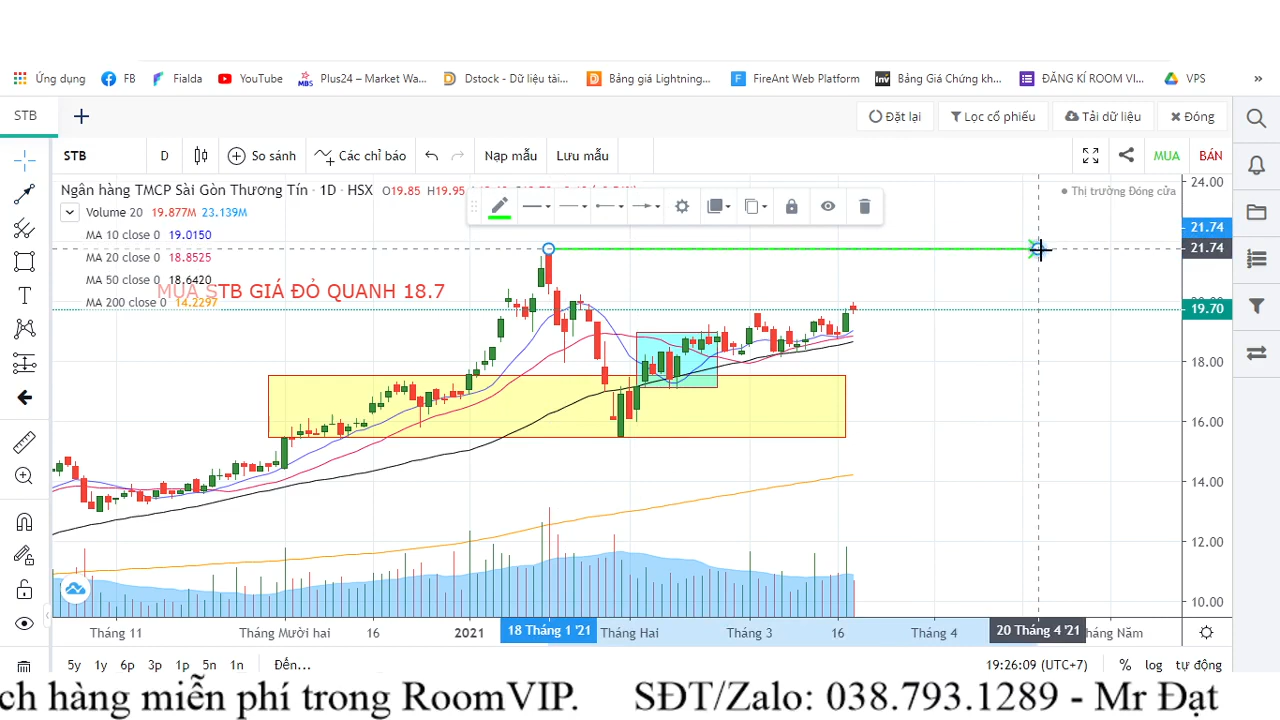 Ứng dụng FB Fialda YouTube Plus24 – Market Wa... Dstock - Dữ liệu tài... Bảng giá Lightning... FireAnt Web Platform Bảng Giá Chứng kh... ĐĂNG KÍ ROOM VI... VPS »
STB Đặt lại Lọc cổ phiếu Tải dữ liệu Đóng
STB D So sánh Các chỉ báo Nạp mẫu Lưu mẫu MUA BÁN
Ngân hàng TMCP Sài Gòn Thương Tín · 1D · HSX O19.85 H19.95
Thị trường Đóng cửa
24.00
Volume 20 19.877M 23.139M
21.74
MA 10 close 0 19.0150
21.74
MA 20 close 0 18.8525
MA 50 close 0 18.6420
MUA STB GIÁ ĐỎ QUANH 18.7
MA 200 close 0 14.2297
19.70
18.00
16.00
14.00
12.00
10.00
Tháng 11 Tháng Mười hai 16 2021 18 Tháng 1 '21 Tháng Hai Tháng 3 16 Tháng 4 20 Tháng 4 '21 háng Năm
5y 1y 6p 3p 1p 5n 1n Đến... 19:26:09 (UTC+7) % log tự động
ch hàng miễn phí trong RoomVIP. SĐT/Zalo: 038.793.1289 - Mr Đạt